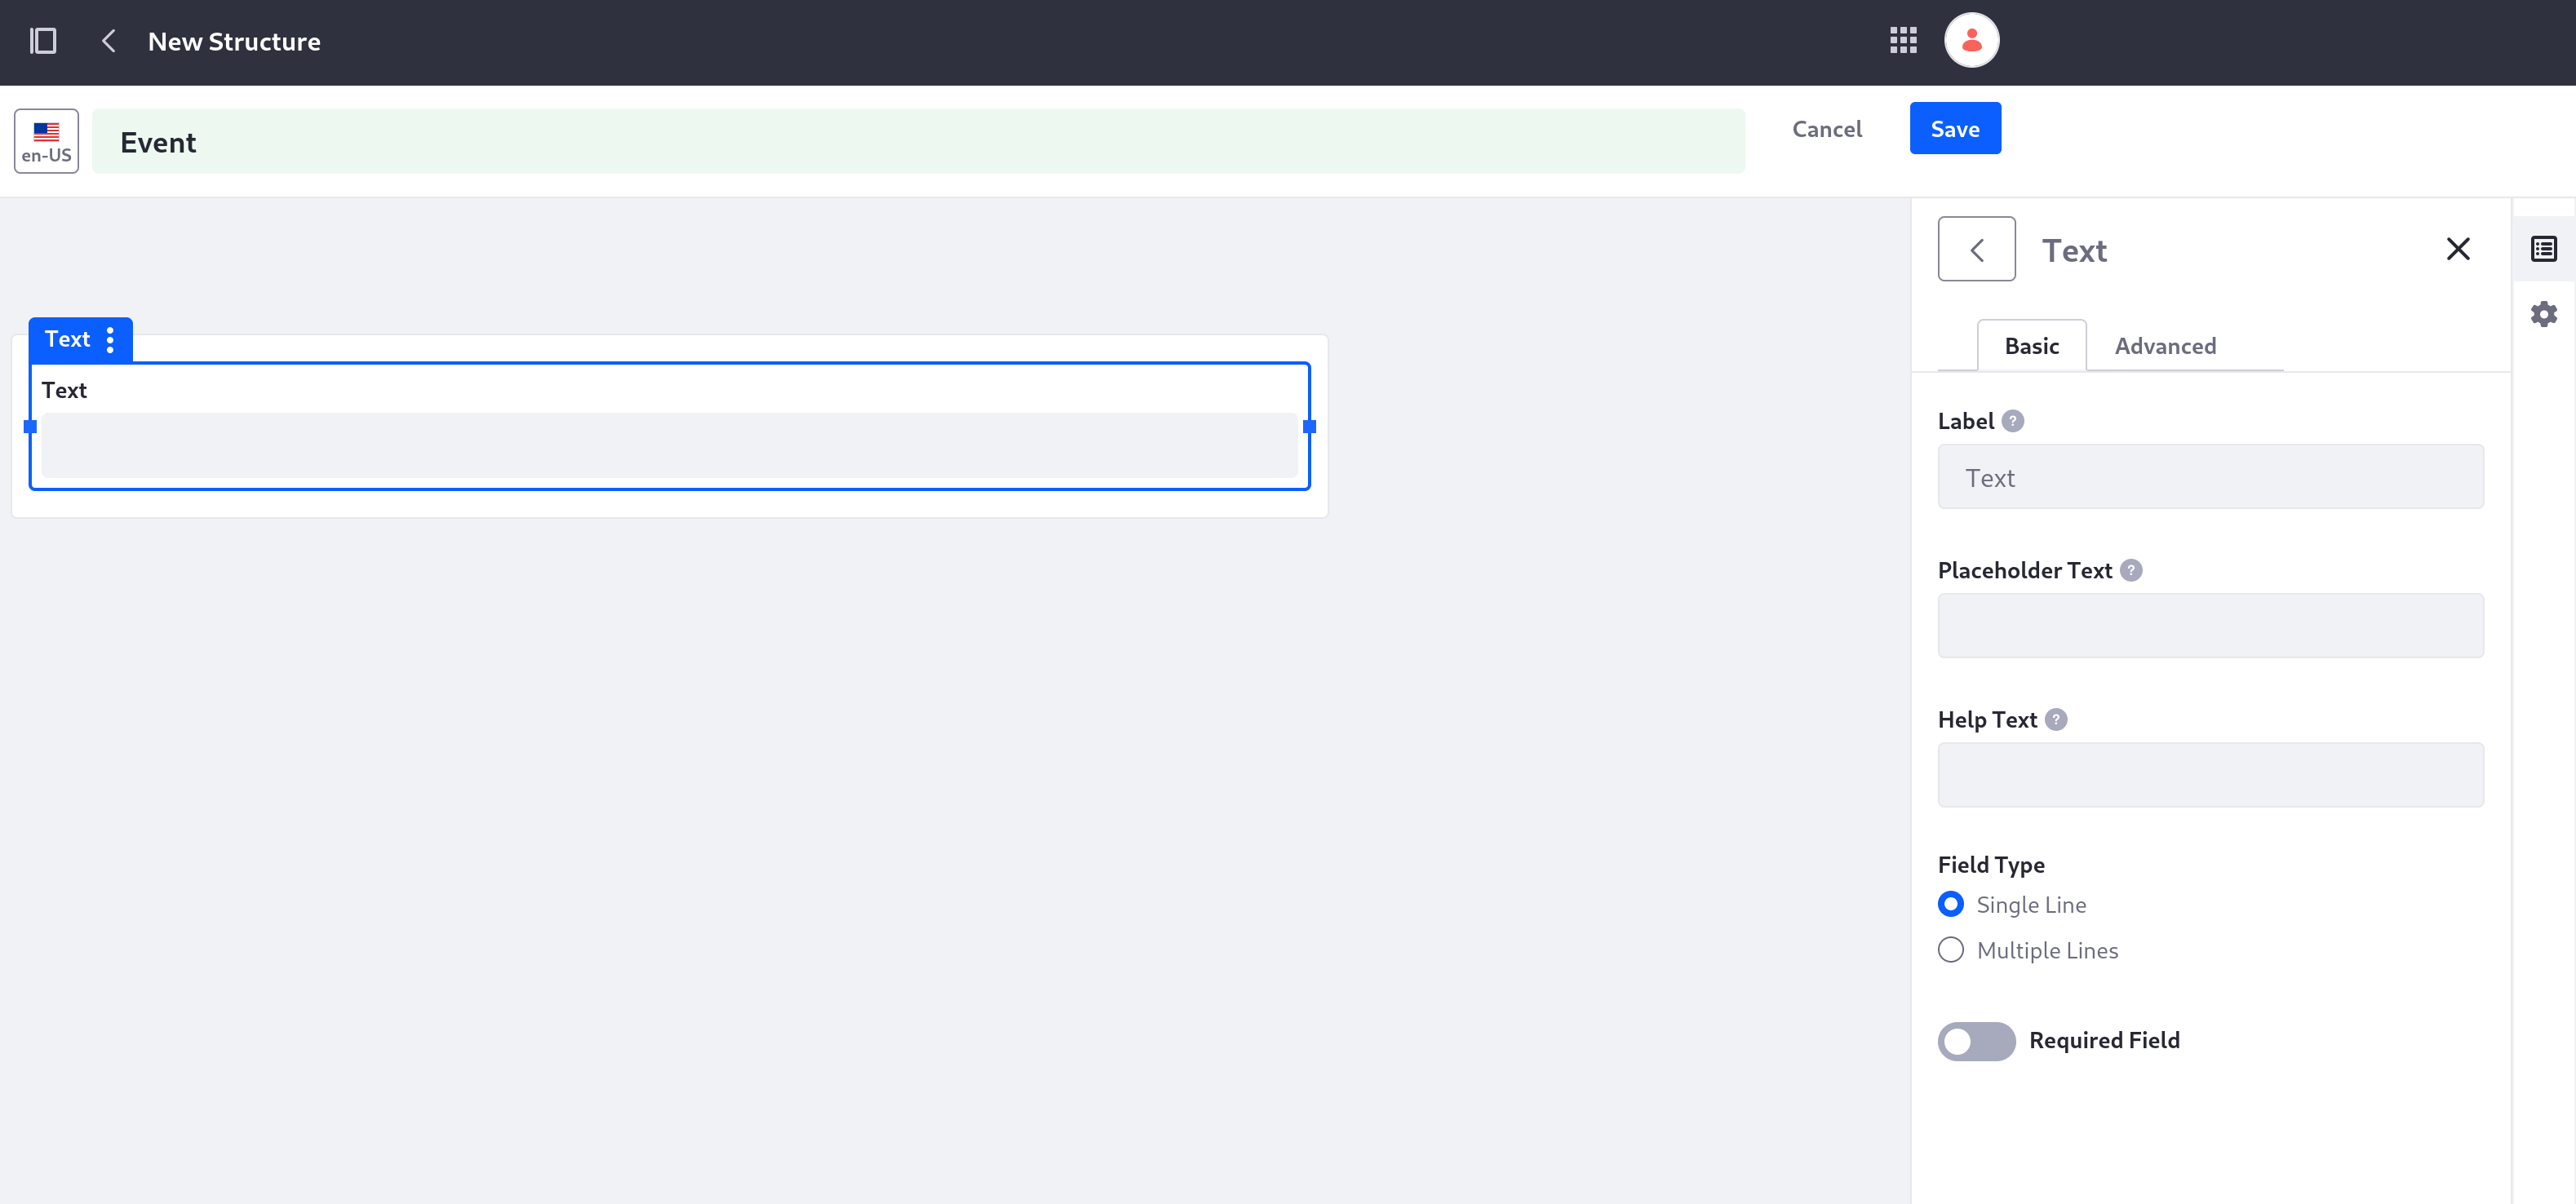 New Structure
en-US
Event
Cancel
Save
Text
Text
Text
Basic
Advanced
Label ?
Text
Placeholder Text ?
Help Text ?
Field Type
Single Line
Multiple Lines
Required Field